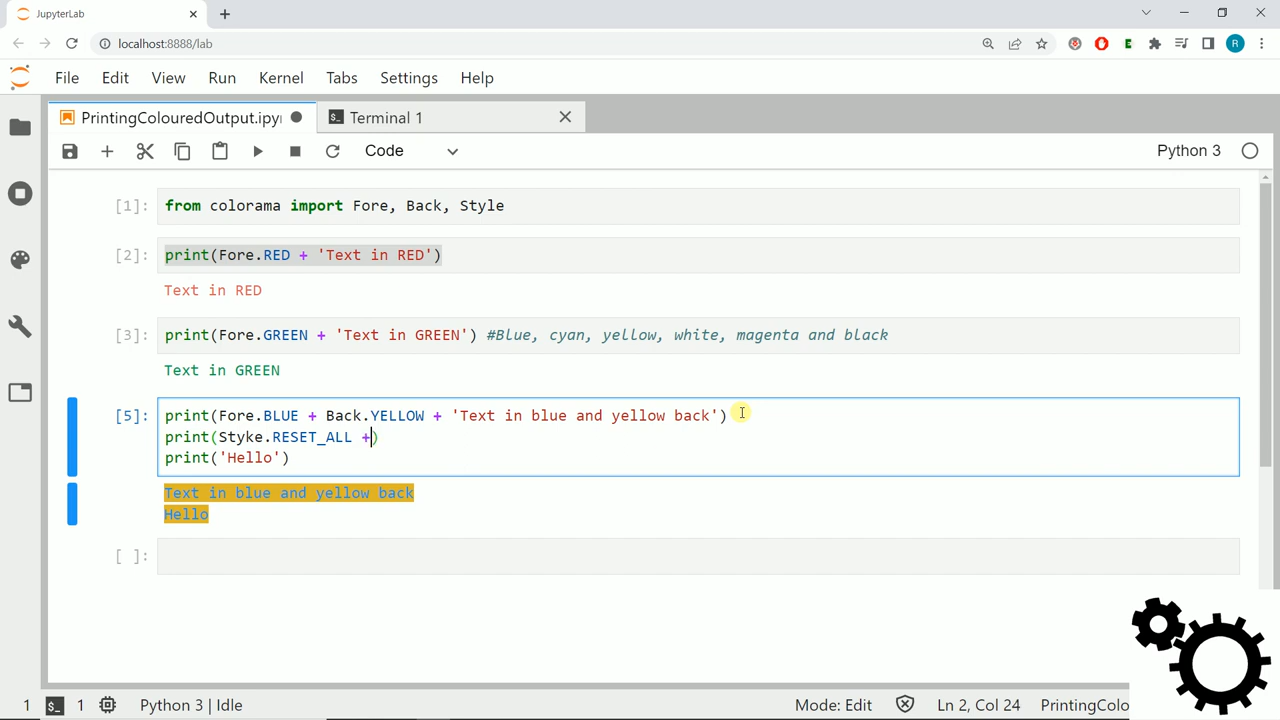 JupyterLab
localhost:8888/lab
R
File Edit View Run Kernel Tabs Settings Help
PrintingColouredOutput.ipyn
Terminal 1
Code
Python 3
[1]: from colorama import Fore, Back, Style
[2]: print(Fore.RED + 'Text in RED')
Text in RED
[3]: print(Fore.GREEN + 'Text in GREEN') #Blue, cyan, yellow, white, magenta and black
Text in GREEN
[5]: print(Fore.BLUE + Back.YELLOW + 'Text in blue and yellow back')
print(Styke.RESET_ALL +)
print('Hello')
Text in blue and yellow back
Hello
[ ]:
1 $_ 1 Python 3 | Idle Mode: Edit Ln 2, Col 24 PrintingColo